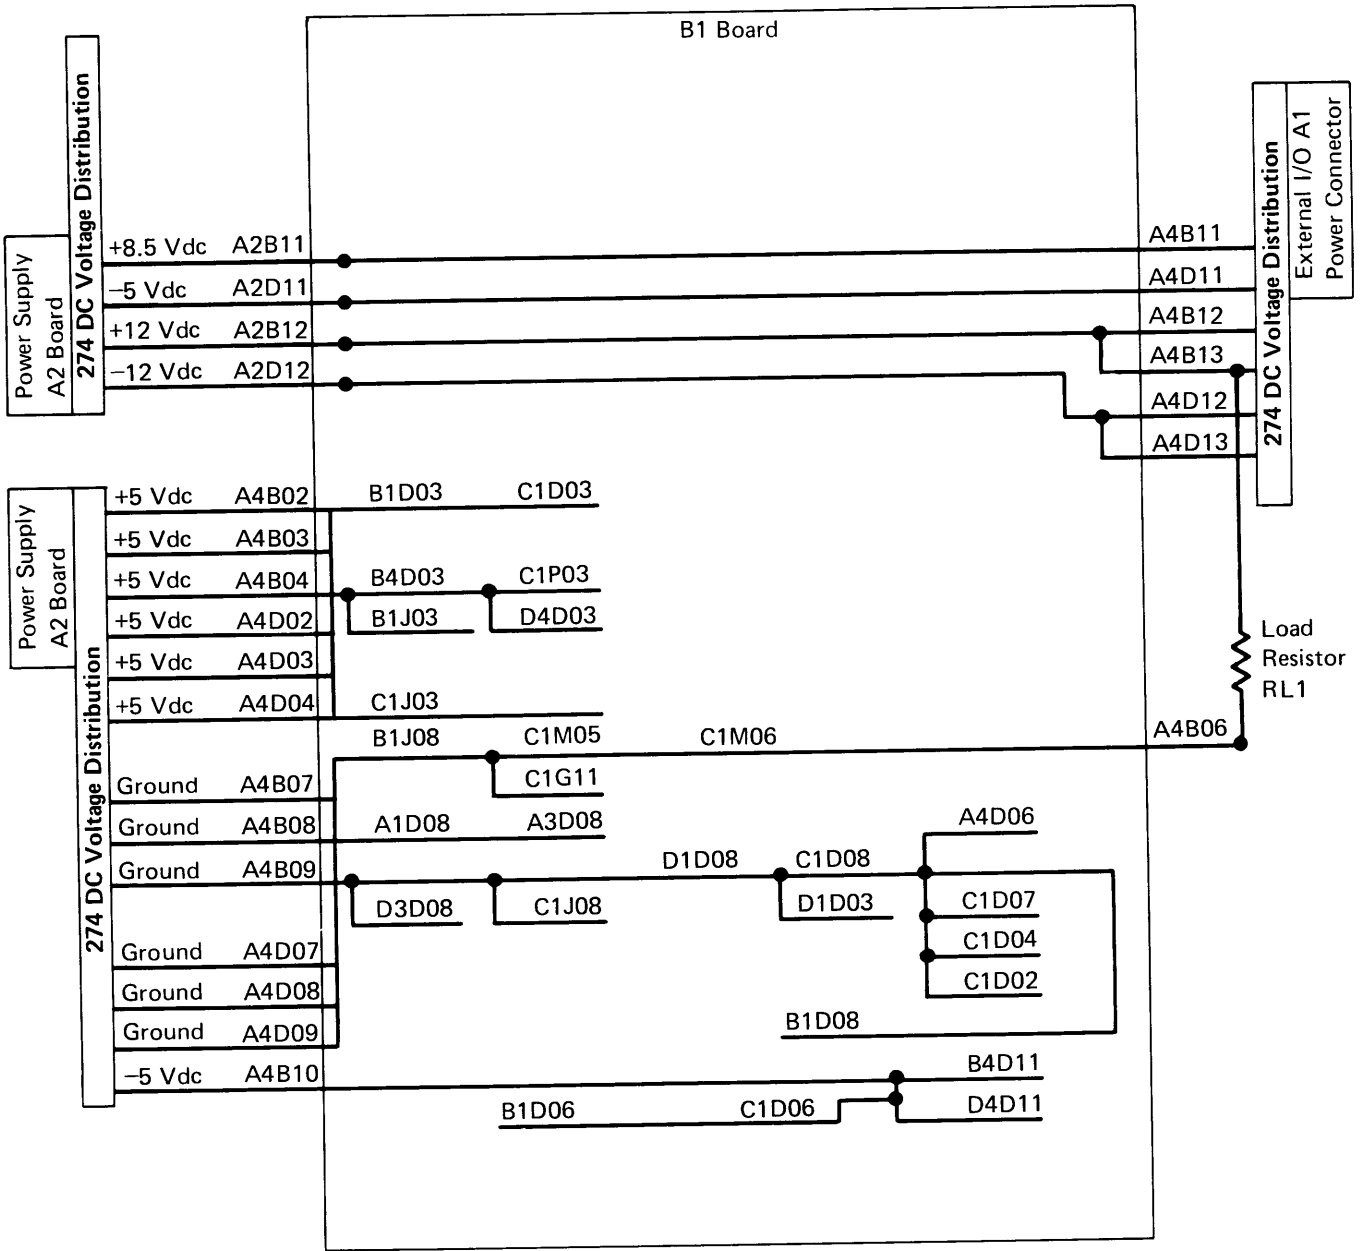 B1 Board
Power Supply
A2 Board
274 DC Voltage Distribution
+8.5 Vdc A2B11
−5 Vdc A2D11
+12 Vdc A2B12
−12 Vdc A2D12
A4B11
A4D11
A4B12
A4B13
A4D12
A4D13
274 DC Voltage Distribution
External I/O A1
Power Connector
Power Supply
A2 Board
274 DC Voltage Distribution
+5 Vdc A4B02 B1D03 C1D03
+5 Vdc A4B03
+5 Vdc A4B04 B4D03 C1P03
+5 Vdc A4D02 B1J03 D4D03
+5 Vdc A4D03
+5 Vdc A4D04 C1J03
Load
Resistor
RL1
B1J08 C1M05 C1M06 A4B06
Ground A4B07 C1G11
Ground A4B08 A1D08 A3D08 A4D06
Ground A4B09 D1D08 C1D08
D3D08 C1J08 D1D03 C1D07
Ground A4D07 C1D04
Ground A4D08 C1D02
Ground A4D09 B1D08
−5 Vdc A4B10 B4D11
B1D06 C1D06 D4D11